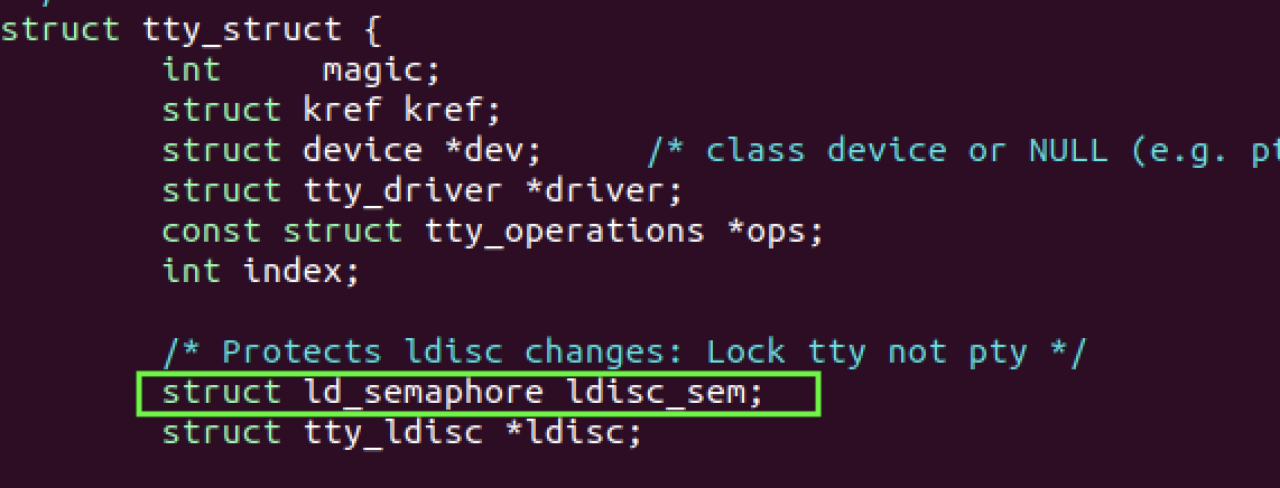 struct tty_struct {
int magic;
struct kref kref;
struct device *dev; /* class device or NULL (e.g. pt
struct tty_driver *driver;
const struct tty_operations *ops;
int index;
/* Protects ldisc changes: Lock tty not pty */
struct ld_semaphore ldisc_sem;
struct tty_ldisc *ldisc;